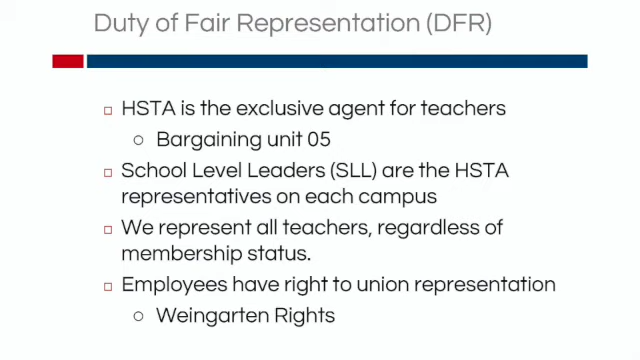 Duty of Fair Representation (DFR)
HSTA is the exclusive agent for teachers
Bargaining unit 05
School Level Leaders (SLL) are the HSTA
representatives on each campus
We represent all teachers, regardless of
membership status.
Employees have right to union representation
Weingarten Rights